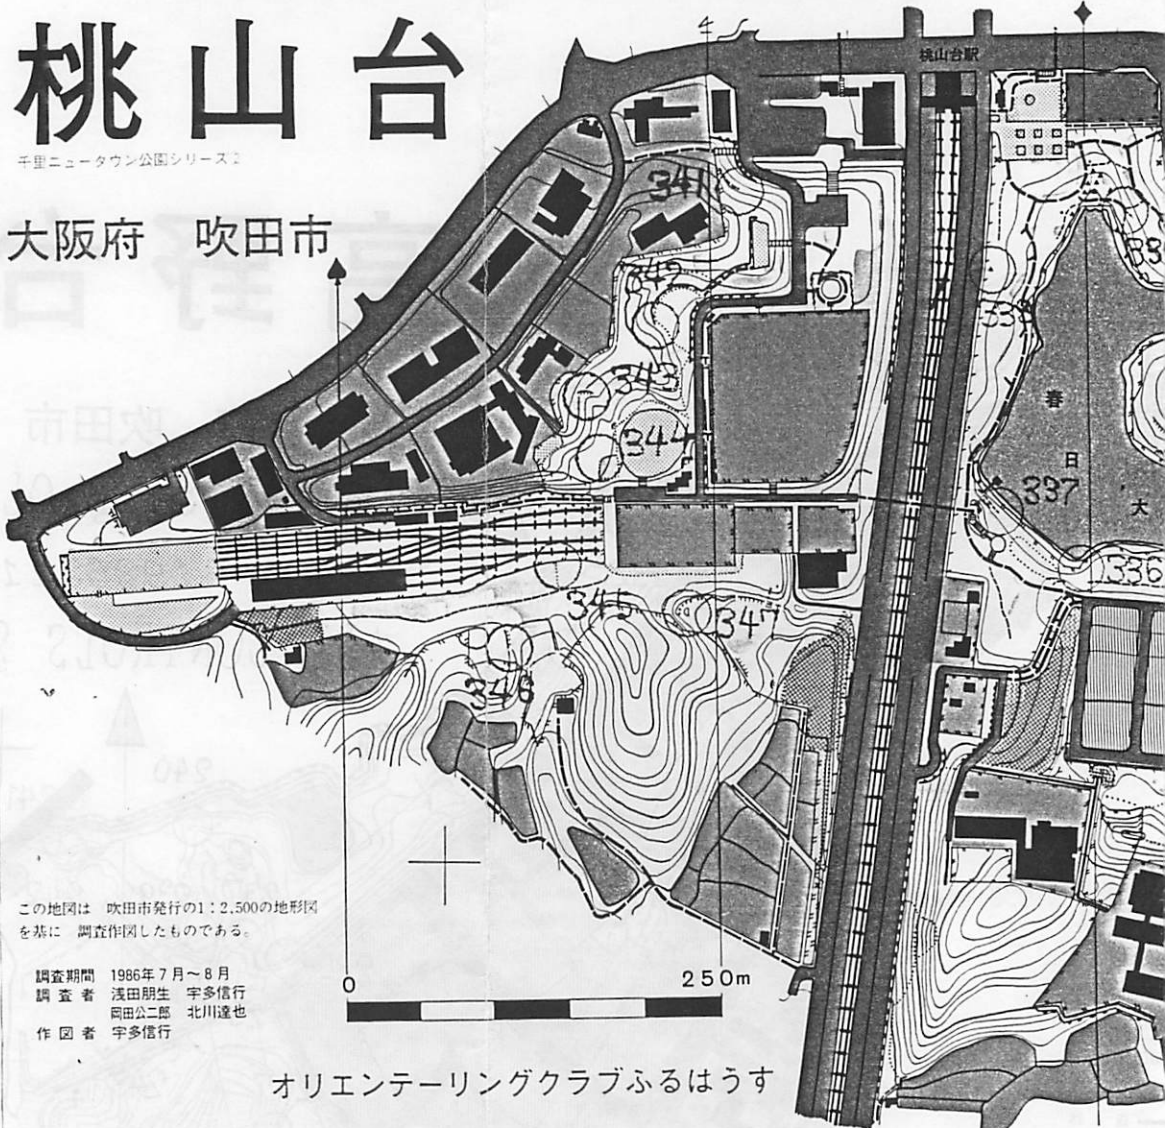 桃山台
千里ニュータウン公園シリーズ2
大阪府 吹田市
4
桃山台駅
341
342
343
344
345
347
348
337
336
春
日
大
この地図は 吹田市発行の1:2,500の地形図
を基に 調査作図したものである。
調査期間 1986年7月~8月
調査者 浅田朋生 宇多信行
岡田公二郎 北川達也
作図者 宇多信行
0 250m
オリエンテーリングクラブふるはうす